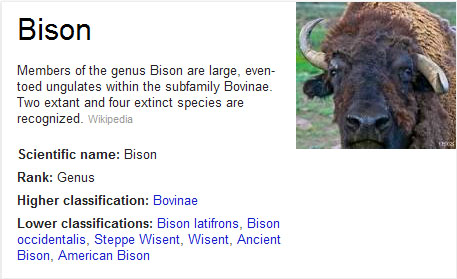 Bison
Members of the genus Bison are large, even-
toed ungulates within the subfamily Bovinae.
Two extant and four extinct species are
recognized. Wikipedia
Scientific name: Bison
Rank: Genus
Higher classification: Bovinae
Lower classifications: Bison latifrons, Bison
occidentalis, Steppe Wisent, Wisent, Ancient
Bison, American Bison